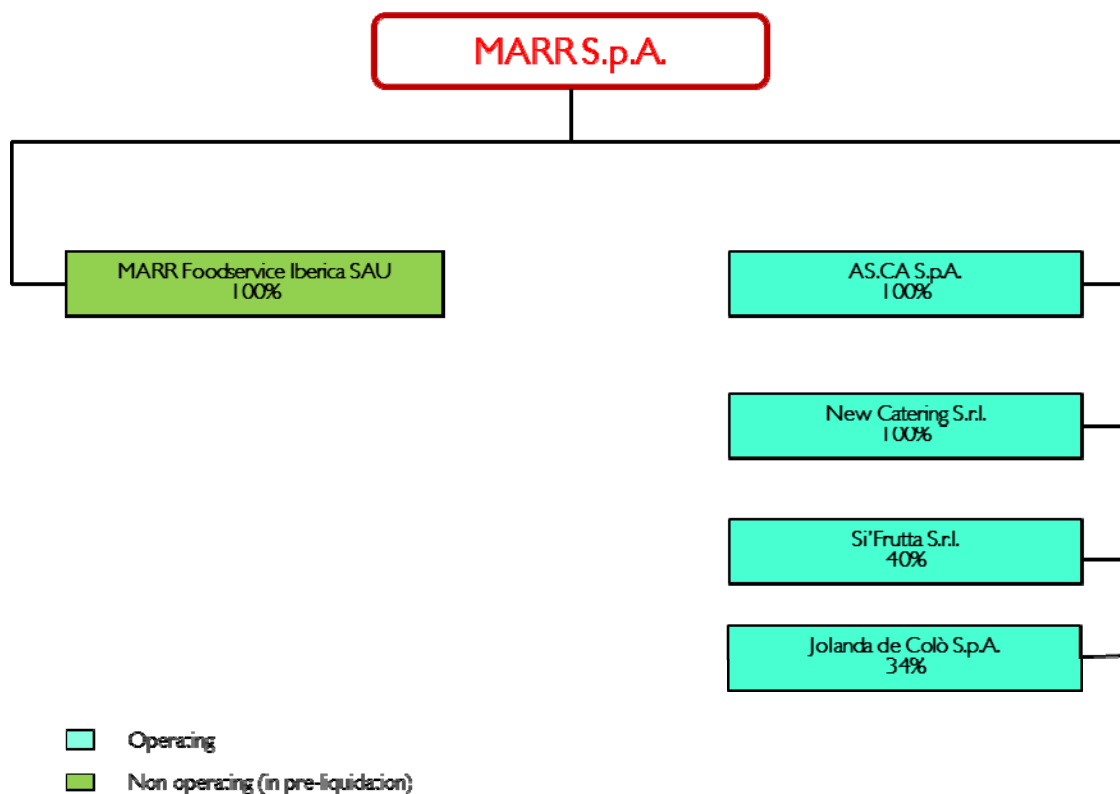 MARR S.p.A.
MARR Foodservice Iberica SAU
100%
AS.CA S.p.A.
100%
New Catering S.r.l.
100%
Si'Frutta S.r.l.
40%
Jolanda de Colò S.p.A.
34%
Operating
Non operating (in pre-liquidation)